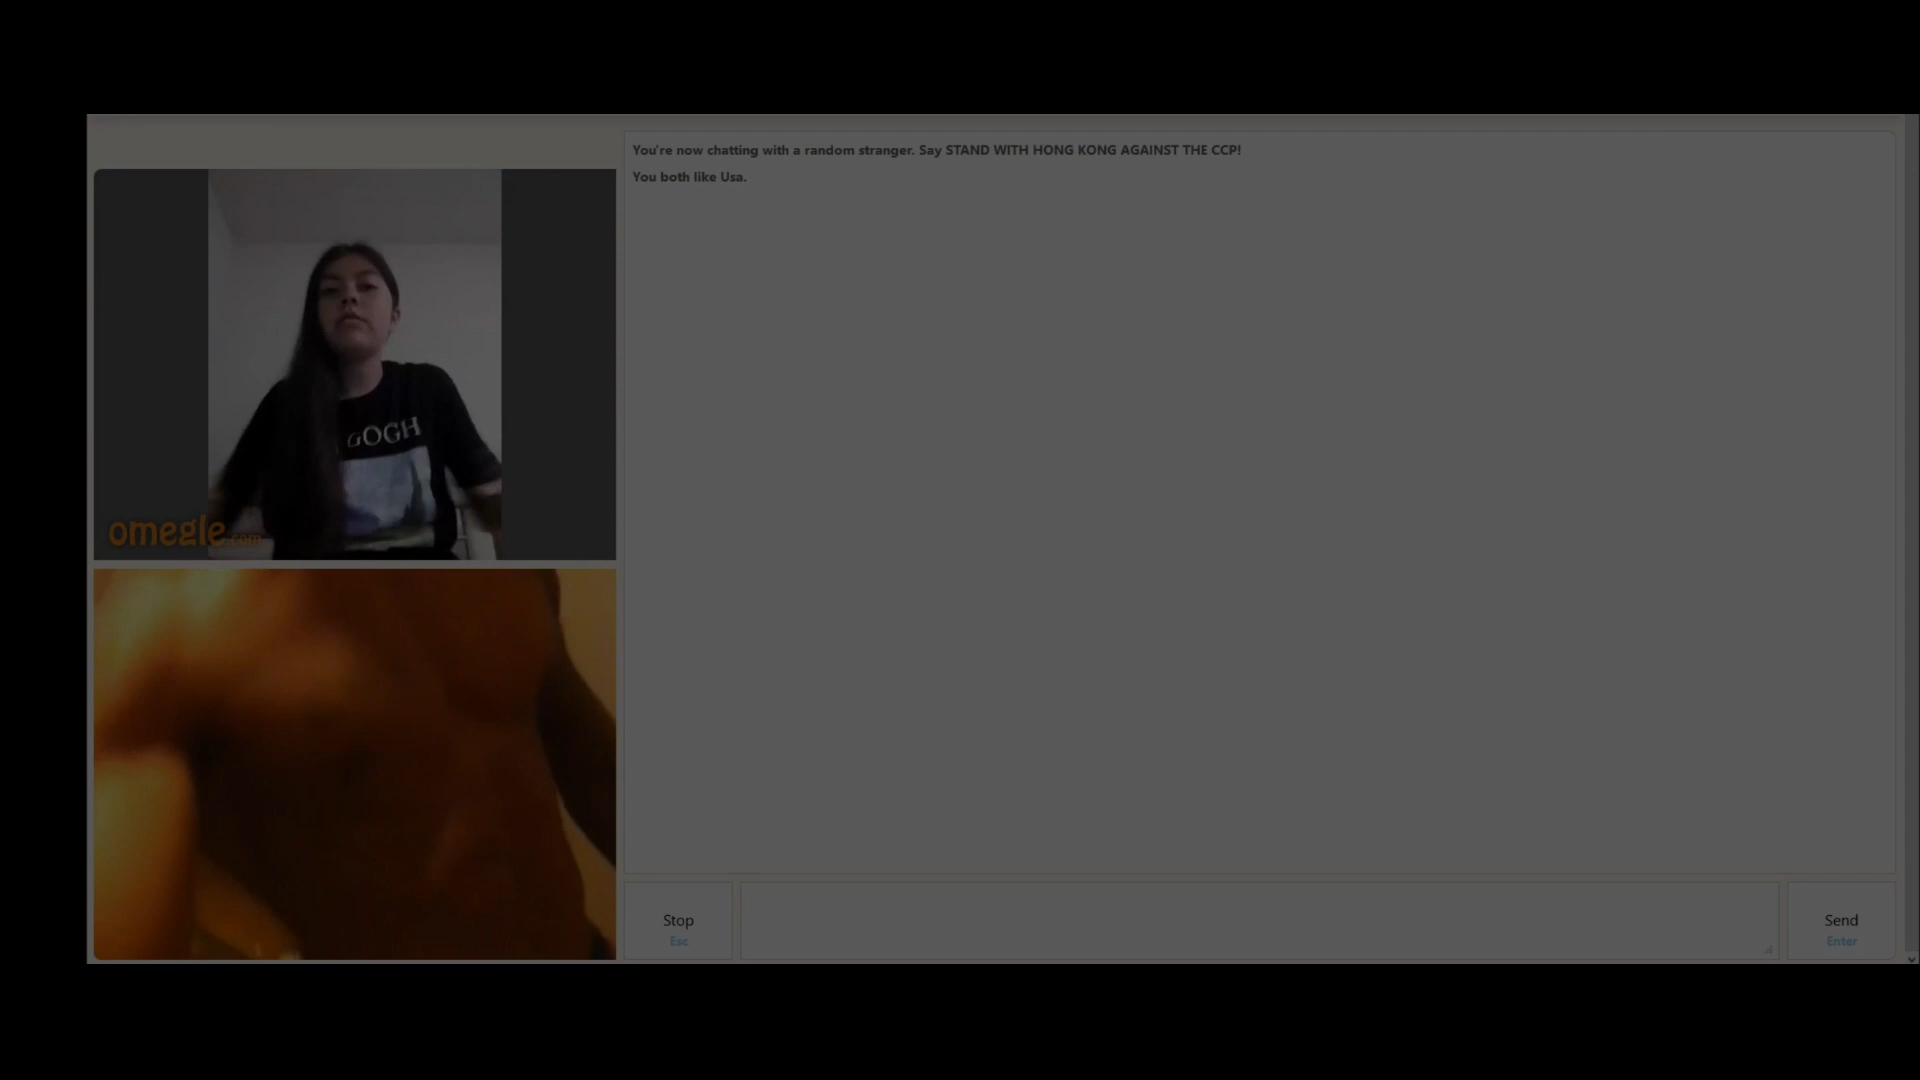 You're now chatting with a random stranger. Say STAND WITH HONG KONG AGAINST THE CCP!
You both like Usa.
GOGH
omegle.com
Stop
Esc
Send
Enter